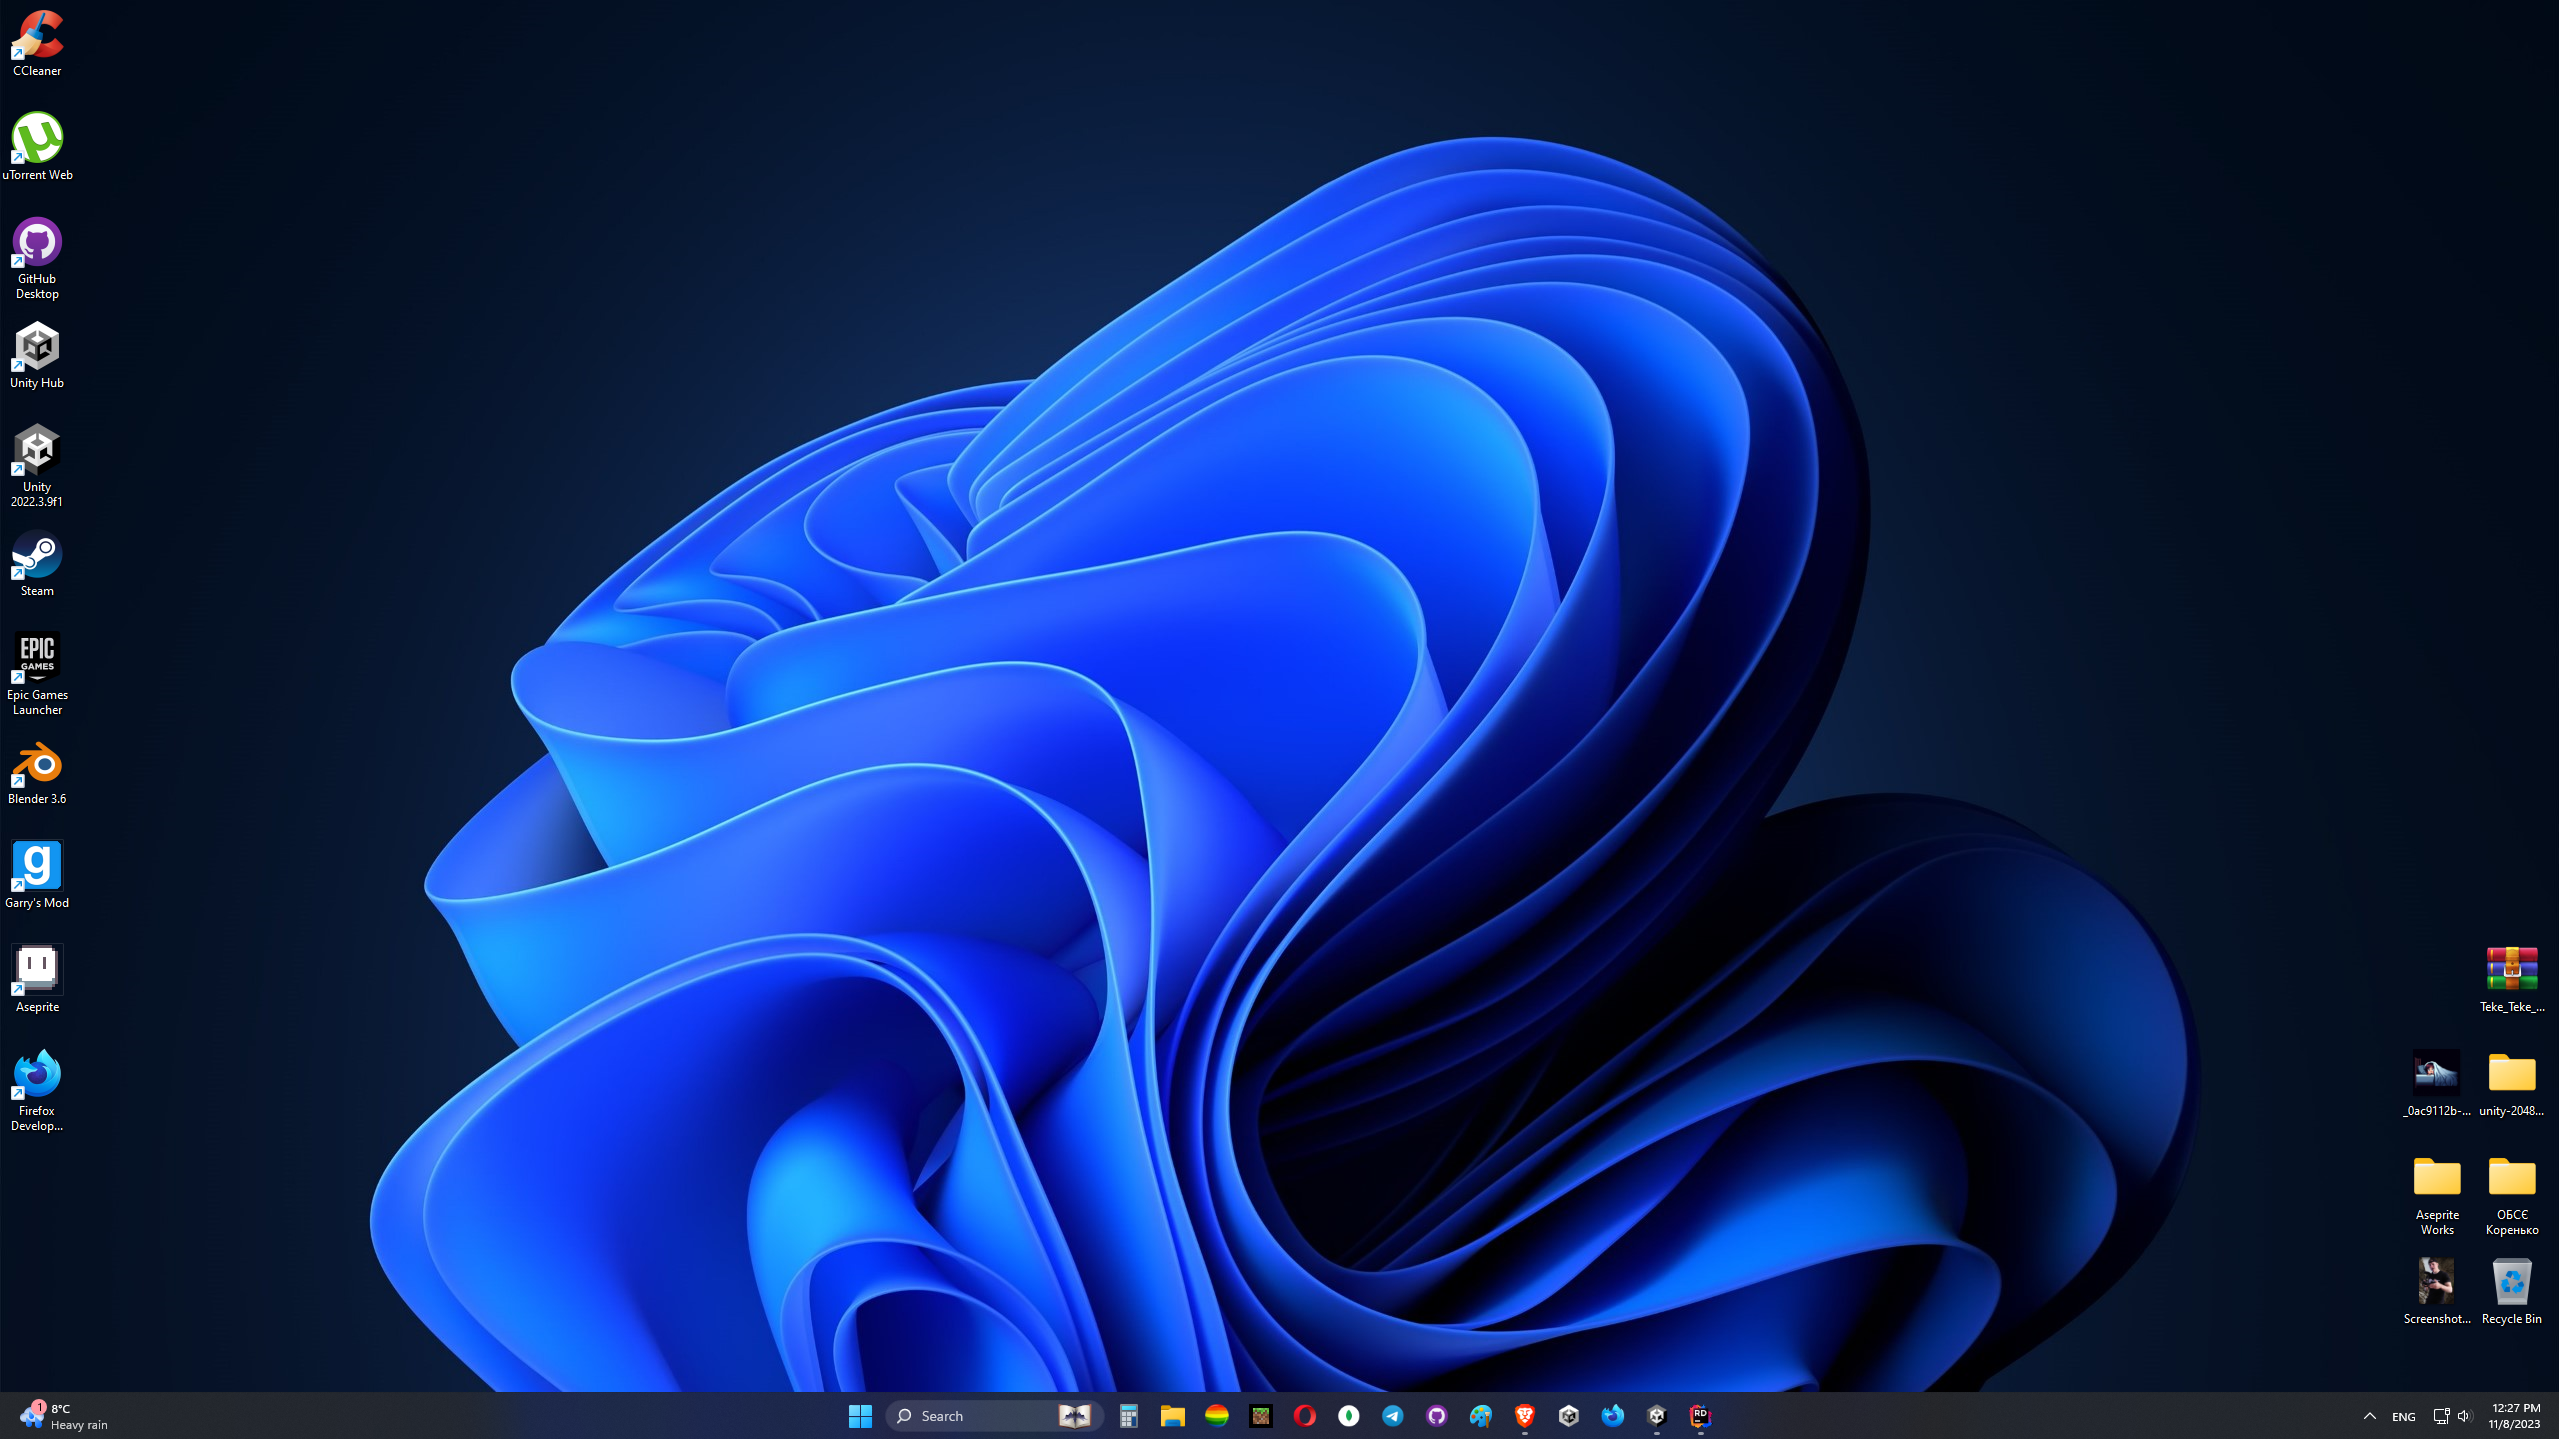 CCleaner
uTorrent Web
GitHub
Desktop
Unity Hub
Unity
2022.3.9f1
Steam
EPIC
GAMES
Epic Games
Launcher
Blender 3.6
g
Garry's Mod
Aseprite
Firefox
Develop...
Teke_Teke_...
_0ac9112b-...
unity-2048...
Aseprite
Works
ОБСЄ
Коренько
Screenshot...
Recycle Bin
1
8°C
Heavy rain
Search
RD
ENG
12:27 PM
11/8/2023